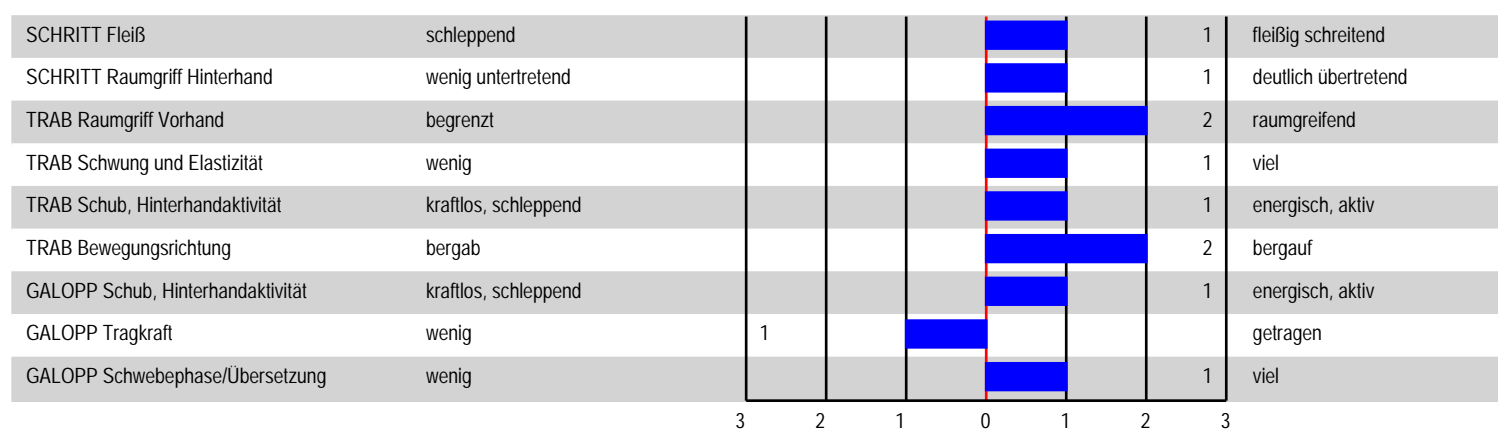 SCHRITT Fleiß schleppend 1 fleißig schreitend
SCHRITT Raumgriff Hinterhand wenig untertretend 1 deutlich übertretend
TRAB Raumgriff Vorhand begrenzt 2 raumgreifend
TRAB Schwung und Elastizität wenig 1 viel
TRAB Schub, Hinterhandaktivität kraftlos, schleppend 1 energisch, aktiv
TRAB Bewegungsrichtung bergab 2 bergauf
GALOPP Schub, Hinterhandaktivität kraftlos, schleppend 1 energisch, aktiv
GALOPP Tragkraft wenig 1 getragen
GALOPP Schwebephase/Übersetzung wenig 1 viel
3 2 1 0 1 2 3